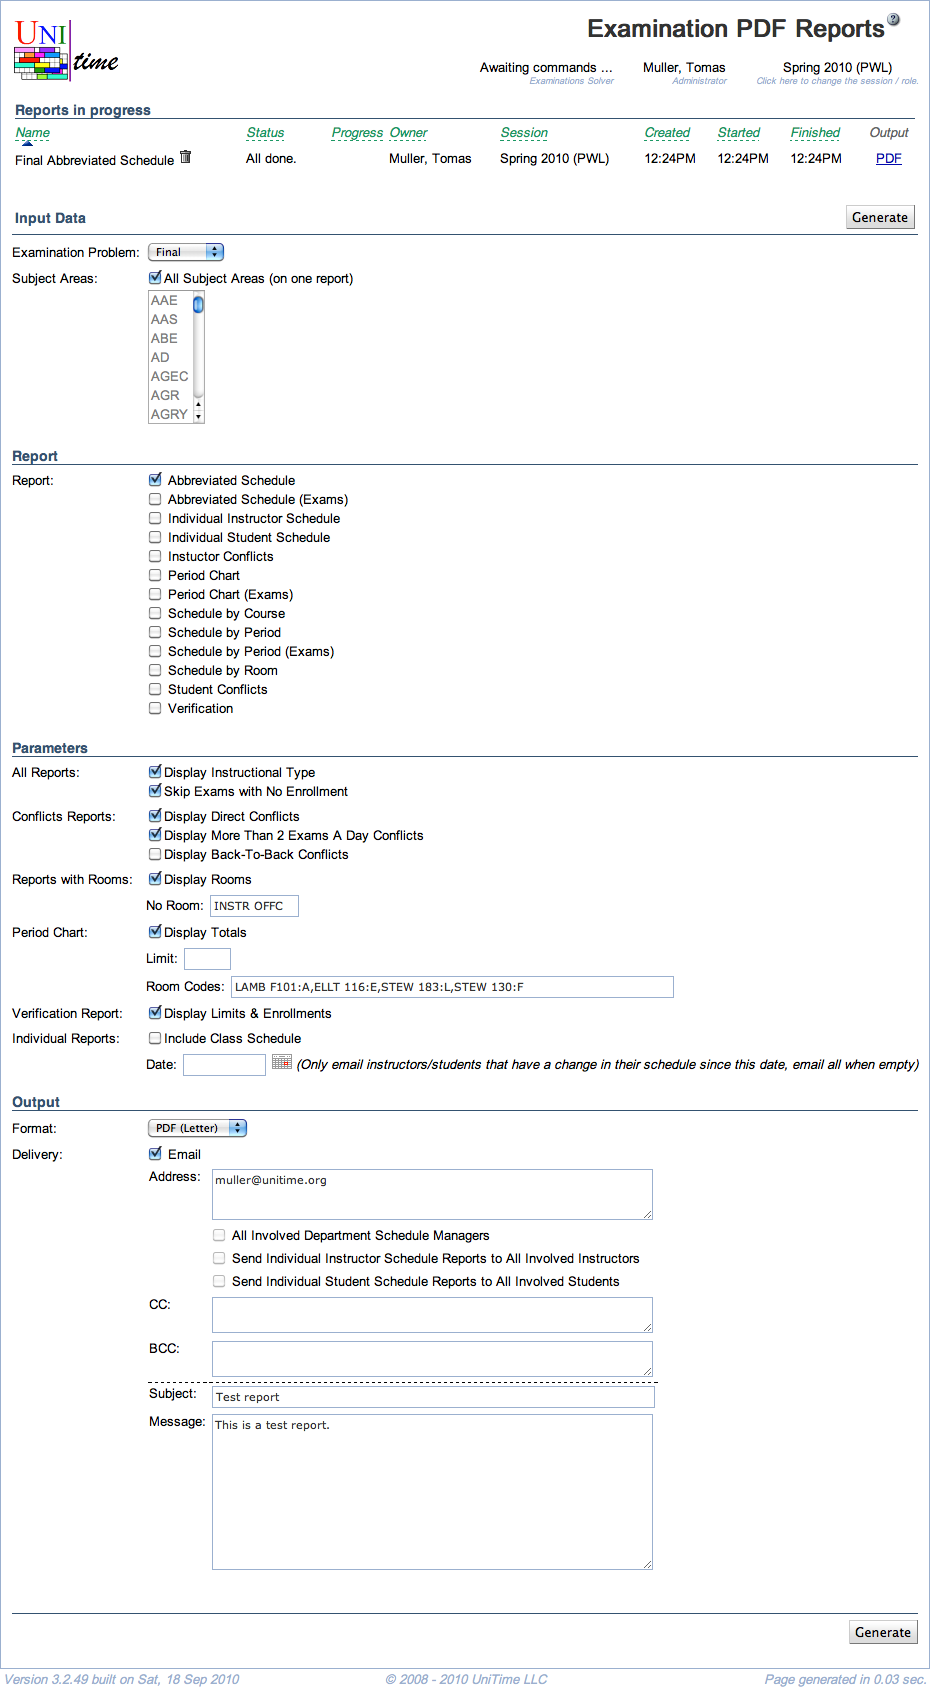 UNI
time
Examination PDF Reports ?
Awaiting commands ... Muller, Tomas Spring 2010 (PWL)
Examinations Solver Administrator Click here to change the session / role.
Reports in progress
Name Status Progress Owner Session Created Started Finished Output
Final Abbreviated Schedule All done. Muller, Tomas Spring 2010 (PWL) 12:24PM 12:24PM 12:24PM PDF
Input Data Generate
Examination Problem: Final
Subject Areas: All Subject Areas (on one report)
AAE
AAS
ABE
AD
AGEC
AGR
AGRY
Report
Report: Abbreviated Schedule
Abbreviated Schedule (Exams)
Individual Instructor Schedule
Individual Student Schedule
Instuctor Conflicts
Period Chart
Period Chart (Exams)
Schedule by Course
Schedule by Period
Schedule by Period (Exams)
Schedule by Room
Student Conflicts
Verification
Parameters
All Reports: Display Instructional Type
Skip Exams with No Enrollment
Conflicts Reports: Display Direct Conflicts
Display More Than 2 Exams A Day Conflicts
Display Back-To-Back Conflicts
Reports with Rooms: Display Rooms
No Room: INSTR OFFC
Period Chart: Display Totals
Limit:
Room Codes: LAMB F101:A,ELLT 116:E,STEW 183:L,STEW 130:F
Verification Report: Display Limits & Enrollments
Individual Reports: Include Class Schedule
Date: (Only email instructors/students that have a change in their schedule since this date, email all when empty)
Output
Format: PDF (Letter)
Delivery: Email
Address: muller@unitime.org
All Involved Department Schedule Managers
Send Individual Instructor Schedule Reports to All Involved Instructors
Send Individual Student Schedule Reports to All Involved Students
CC:
BCC:
Subject: Test report
Message: This is a test report.
Generate
Version 3.2.49 built on Sat, 18 Sep 2010 © 2008 - 2010 UniTime LLC Page generated in 0.03 sec.